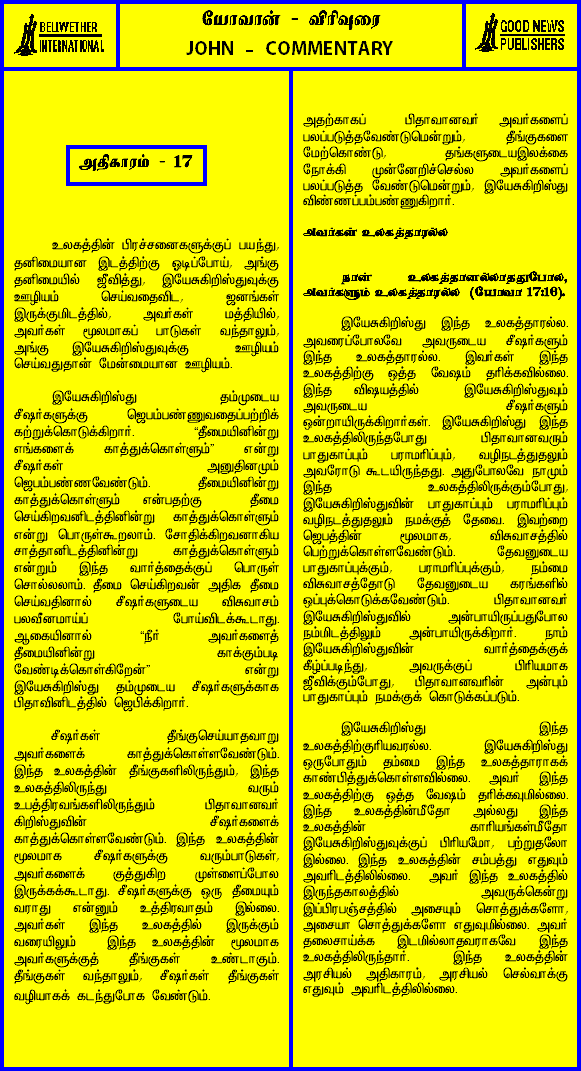 BELIWETHER
INTERNATIONAL
யோவான் - விரிவுரை
JOHN - COMMENTARY
GOOD NEWS
PUBLISHERS
அதிகாரம் - 17
உலகத்தின் பிரச்சனைகளுக்குப் பயந்து,
தனிமையான இடத்திற்கு ஓடிப்போய், அங்கு
தனிமையில் ஜீவித்து, இயேசுகிறிஸ்துவுக்கு
ஊழியம் செய்வதைவிட, ஜனங்கள்
இருக்குமிடத்தில், அவர்கள் மத்தியில்,
அவர்கள் மூலமாகப் பாடுகள் வந்தாலும்,
அங்கு இயேசுகிறிஸ்துவுக்கு ஊழியம்
செய்வதுதான் மேன்மையான ஊழியம்.
இயேசுகிறிஸ்து தம்முடைய
சீஷர்களுக்கு ஜெபம்பண்ணுவதைப்பற்றிக்
கற்றுக்கொடுக்கிறார். "தீமையினின்று
எங்களைக் காத்துக்கொள்ளும்" என்று
சீஷர்கள் அனுதினமும்
ஜெபம்பண்ணவேண்டும். தீமையினின்று
காத்துக்கொள்ளும் என்பதற்கு தீமை
செய்கிறவனிடத்தினின்று காத்துக்கொள்ளும்
என்று பொருள்கூறலாம். சோதிக்கிறவனாகிய
சாத்தானிடத்தினின்று காத்துக்கொள்ளும்
என்றும் இந்த வார்த்தைக்குப் பொருள்
சொல்லலாம். தீமை செய்கிறவன் அதிக தீமை
செய்வதினால் சீஷர்களுடைய விசுவாசம்
பலவீனமாய்ப் போய்விடக்கூடாது.
ஆகையினால் "நீர் அவர்களைத்
தீமையினின்று காக்கும்படி
வேண்டிக்கொள்கிறேன்" என்று
இயேசுகிறிஸ்து தம்முடைய சீஷர்களுக்காக
பிதாவினிடத்தில் ஜெபிக்கிறார்.
சீஷர்கள் தீங்குசெய்யாதவாறு
அவர்களைக் காத்துக்கொள்ளவேண்டும்.
இந்த உலகத்தின் தீங்குகளிலிருந்தும், இந்த
உலகத்திலிருந்து வரும்
உபத்திரவங்களிலிருந்தும் பிதாவானவர்
கிறிஸ்துவின் சீஷர்களைக்
காத்துக்கொள்ளவேண்டும். இந்த உலகத்தின்
மூலமாக சீஷர்களுக்கு வரும்பாடுகள்,
அவர்களைக் குத்துகிற முள்ளைப்போல
இருக்கக்கூடாது. சீஷர்களுக்கு ஒரு தீமையும்
வராது என்னும் உத்திரவாதம் இல்லை.
அவர்கள் இந்த உலகத்தில் இருக்கும்
வரையிலும் இந்த உலகத்தின் மூலமாக
அவர்களுக்குத் தீங்குகள் உண்டாகும்.
தீங்குகள் வந்தாலும், சீஷர்கள் தீங்குகள்
வழியாகக் கடந்துபோக வேண்டும்.
அதற்காகப் பிதாவானவர் அவர்களைப்
பலப்படுத்தவேண்டுமென்றும், தீங்குகளை
மேற்கொண்டு, தங்களுடையஇலக்கை
நோக்கி முன்னேறிச்செல்ல அவர்களைப்
பலப்படுத்த வேண்டுமென்றும், இயேசுகிறிஸ்து
விண்ணப்பம்பண்ணுகிறார்.
அவர்கள் உலகத்தாரல்ல
நான் உலகத்தானல்லாததுபோல,
அவர்களும் உலகத்தாரல்ல (யோவா 17:16).
இயேசுகிறிஸ்து இந்த உலகத்தாரல்ல.
அவரைப்போலவே அவருடைய சீஷர்களும்
இந்த உலகத்தாரல்ல. இவர்கள் இந்த
உலகத்திற்கு ஒத்த வேஷம் தரிக்கவில்லை.
இந்த விஷயத்தில் இயேசுகிறிஸ்துவும்
அவருடைய சீஷர்களும்
ஒன்றாயிருக்கிறார்கள். இயேசுகிறிஸ்து இந்த
உலகத்திலிருந்தபோது பிதாவானவரும்
பாதுகாப்பும் பராமரிப்பும், வழிநடத்துதலும்
அவரோடு கூடயிருந்தது. அதுபோலவே நாமும்
இந்த உலகத்திலிருக்கும்போது,
இயேசுகிறிஸ்துவின் பாதுகாப்பும் பராமரிப்பும்
வழிநடத்துதலும் நமக்குத் தேவை. இவற்றை
ஜெபத்தின் மூலமாக, விசுவாசத்தில்
பெற்றுக்கொள்ளவேண்டும். தேவனுடைய
பாதுகாப்புக்கும், பராமரிப்புக்கும், நம்மை
விசுவாசத்தோடு தேவனுடைய கரங்களில்
ஒப்புக்கொடுக்கவேண்டும். பிதாவானவர்
இயேசுகிறிஸ்துவில் அன்பாயிருப்பதுபோல
நம்மிடத்திலும் அன்பாயிருக்கிறார். நாம்
இயேசுகிறிஸ்துவின் வார்த்தைக்குக்
கீழ்ப்படிந்து, அவருக்குப் பிரியமாக
ஜீவிக்கும்போது, பிதாவானவரின் அன்பும்
பாதுகாப்பும் நமக்குக் கொடுக்கப்படும்.
இயேசுகிறிஸ்து இந்த
உலகத்திற்குரியவரல்ல. இயேசுகிறிஸ்து
ஒருபோதும் தம்மை இந்த உலகத்தாராகக்
காண்பித்துக்கொள்ளவில்லை. அவர் இந்த
உலகத்திற்கு ஒத்த வேஷம் தரிக்கவுமில்லை.
இந்த உலகத்தின்மீதோ அல்லது இந்த
உலகத்தின் காரியங்கள்மீதோ
இயேசுகிறிஸ்துவுக்குப் பிரியமோ, பற்றுதலோ
இல்லை. இந்த உலகத்தின் சம்பத்து எதுவும்
அவரிடத்திலில்லை. அவர் இந்த உலகத்தில்
இருந்தகாலத்தில் அவருக்கென்று
இப்பிரபஞ்சத்தில் அசையும் சொத்துக்களோ,
அசையா சொத்துக்களோ எதுவுமில்லை. அவர்
தலைசாய்க்க இடமில்லாதவராகவே இந்த
உலகத்திலிருந்தார். இந்த உலகத்தின்
அரசியல் அதிகாரம், அரசியல் செல்வாக்கு
எதுவும் அவரிடத்திலில்லை.